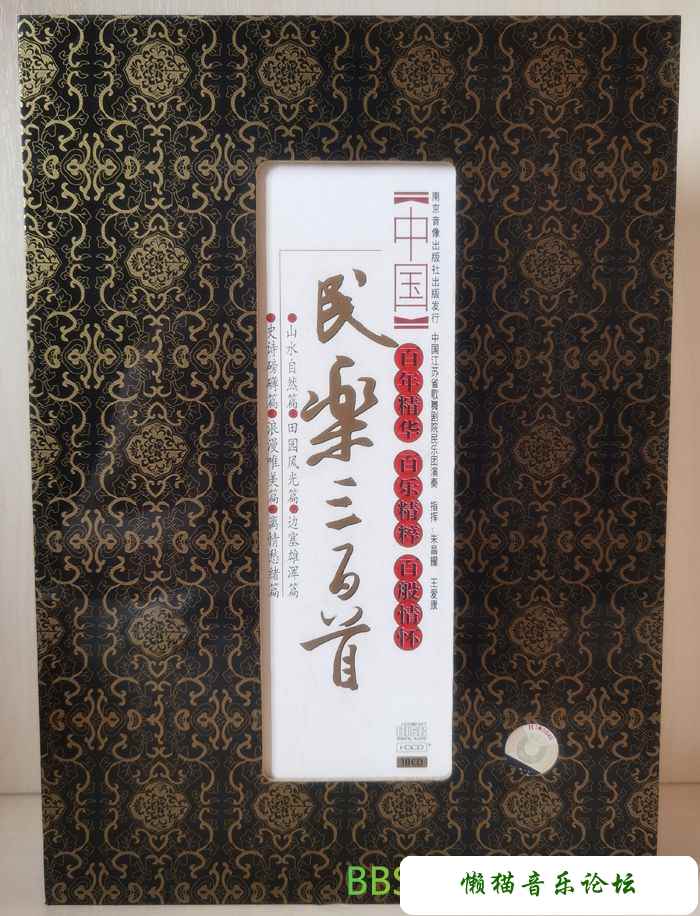 南京音像出版社出版发行 中国江苏省歌舞剧院民乐团演奏 指挥:朱昌耀 王爱康
【中国】
百年精华 百乐精粹 百般情怀
民乐三百首
●山水自然篇●田园风光篇●边塞雄浑篇
●史诗磅礴篇●浪漫唯美篇●离情愁绪篇
COMPACT
disc
DIGITAL AUDIO
HDCD
BBS
懒猫音乐论坛